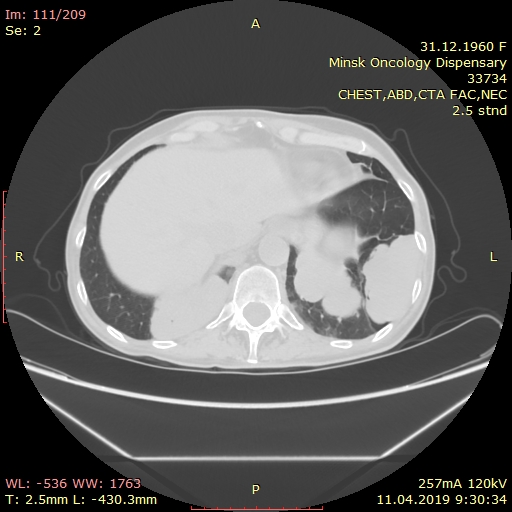 Im: 111/209
Se: 2
A
31.12.1960 F
Minsk Oncology Dispensary
33734
CHEST,ABD,CTA FAC,NEC
2.5 stnd
R
L
WL: -536 WW: 1763
T: 2.5mm L: -430.3mm
P
257mA 120kV
11.04.2019 9:30:34